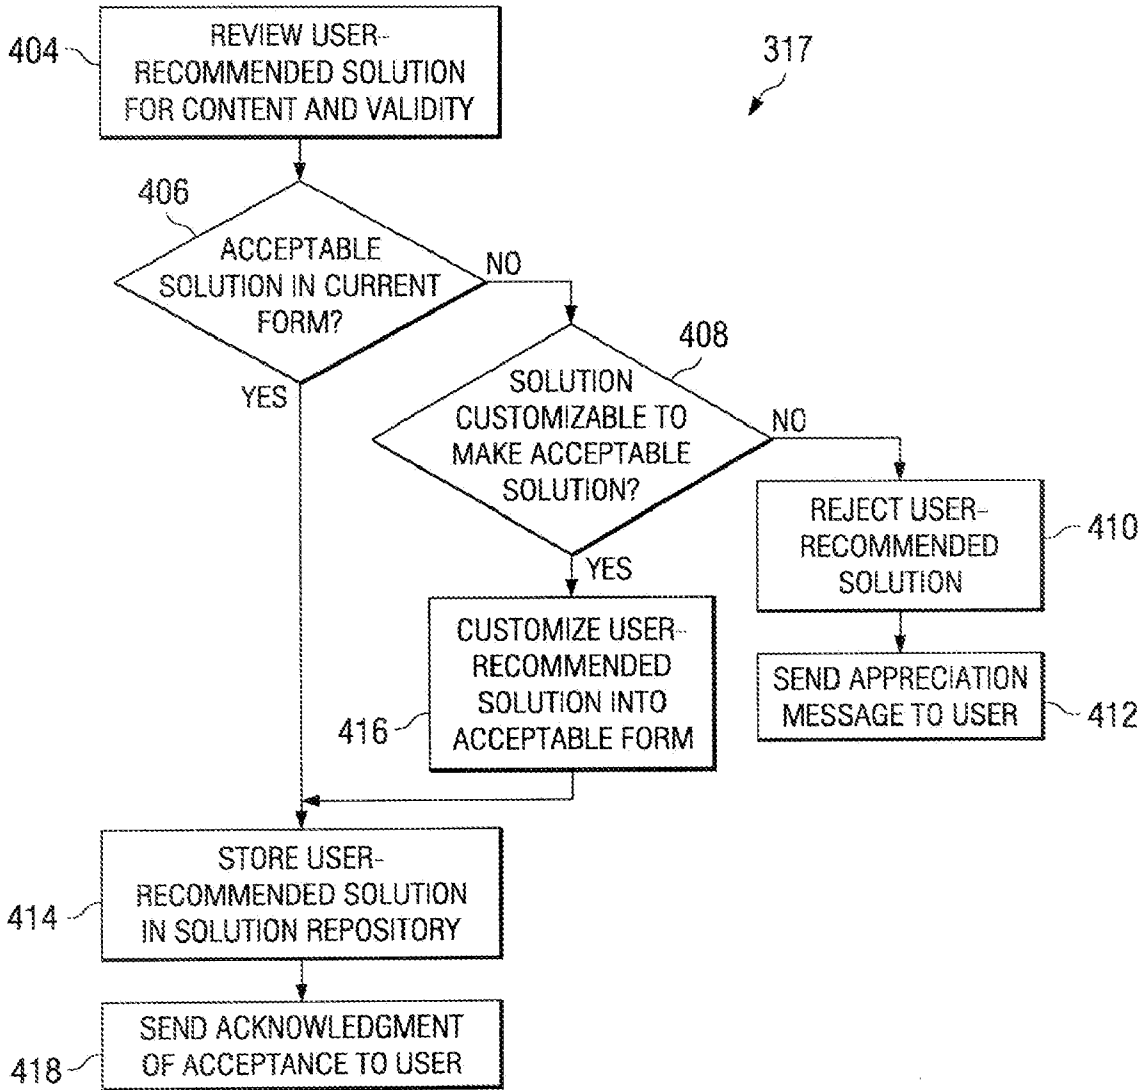 404
REVIEW USER-
RECOMMENDED SOLUTION
FOR CONTENT AND VALIDITY
317
406
ACCEPTABLE
SOLUTION IN CURRENT
FORM?
NO
YES
408
SOLUTION
CUSTOMIZABLE TO
MAKE ACCEPTABLE
SOLUTION?
NO
YES
REJECT USER-
RECOMMENDED
SOLUTION
410
SEND APPRECIATION
MESSAGE TO USER
412
416
CUSTOMIZE USER-
RECOMMENDED
SOLUTION INTO
ACCEPTABLE FORM
414
STORE USER-
RECOMMENDED SOLUTION
IN SOLUTION REPOSITORY
418
SEND ACKNOWLEDGMENT
OF ACCEPTANCE TO USER